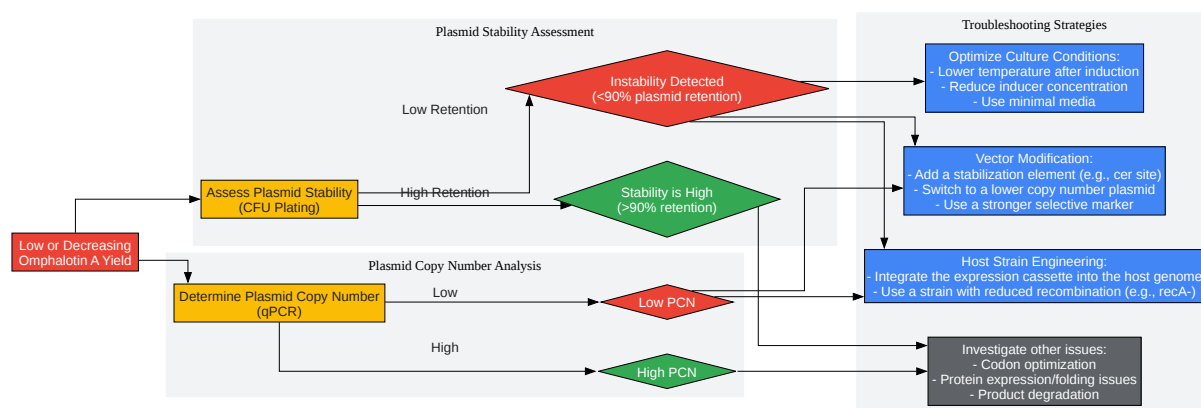 Plasmid Stability Assessment
Troubleshooting Strategies
Instability Detected
(<90% plasmid retention)
Optimize Culture Conditions:
- Lower temperature after induction
- Reduce inducer concentration
- Use minimal media
Low Retention
Assess Plasmid Stability
(CFU Plating)
High Retention
Stability is High
(>90% retention)
Vector Modification:
- Add a stabilization element (e.g., cer site)
- Switch to a lower copy number plasmid
- Use a stronger selective marker
Low or Decreasing
Omphalotin A Yield
Plasmid Copy Number Analysis
Determine Plasmid Copy Number
(qPCR)
Low
Low PCN
Host Strain Engineering:
- Integrate the expression cassette into the host genome
- Use a strain with reduced recombination (e.g., recA-)
High
High PCN
Investigate other issues:
- Codon optimization
- Protein expression/folding issues
- Product degradation